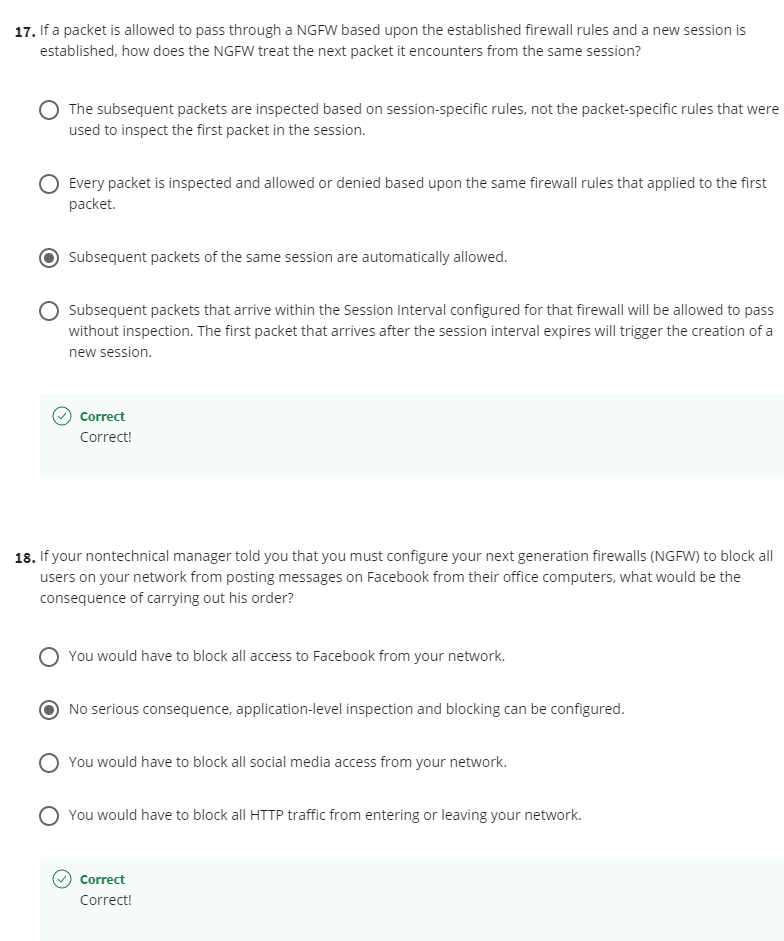 17. If a packet is allowed to pass through a NGFW based upon the established firewall rules and a new session is
established, how does the NGFW treat the next packet it encounters from the same session?
The subsequent packets are inspected based on session-specific rules, not the packet-specific rules that were
used to inspect the first packet in the session.
Every packet is inspected and allowed or denied based upon the same firewall rules that applied to the first
packet.
Subsequent packets of the same session are automatically allowed.
Subsequent packets that arrive within the Session Interval configured for that firewall will be allowed to pass
without inspection. The first packet that arrives after the session interval expires will trigger the creation of a
new session.
Correct
Correct!
18. If your nontechnical manager told you that you must configure your next generation firewalls (NGFW) to block all
users on your network from posting messages on Facebook from their office computers, what would be the
consequence of carrying out his order?
You would have to block all access to Facebook from your network.
No serious consequence, application-level inspection and blocking can be configured.
You would have to block all social media access from your network.
You would have to block all HTTP traffic from entering or leaving your network.
Correct
Correct!